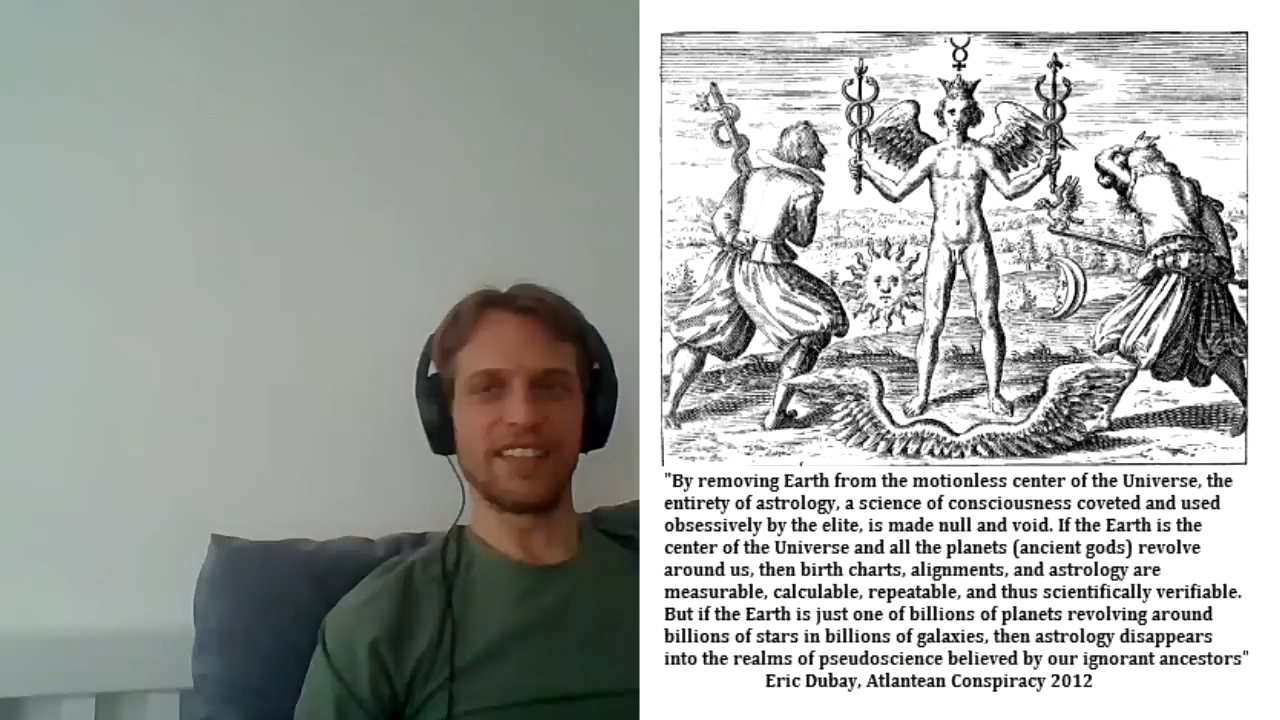 "By removing Earth from the motionless center of the Universe, the
entirety of astrology, a science of consciousness coveted and used
obsessively by the elite, is made null and void. If the Earth is the
center of the Universe and all the planets (ancient gods) revolve
around us, then birth charts, alignments, and astrology are
measurable, calculable, repeatable, and thus scientifically verifiable.
But if the Earth is just one of billions of planets revolving around
billions of stars in billions of galaxies, then astrology disappears
into the realms of pseudoscience believed by our ignorant ancestors"
Eric Dubay, Atlantean Conspiracy 2012